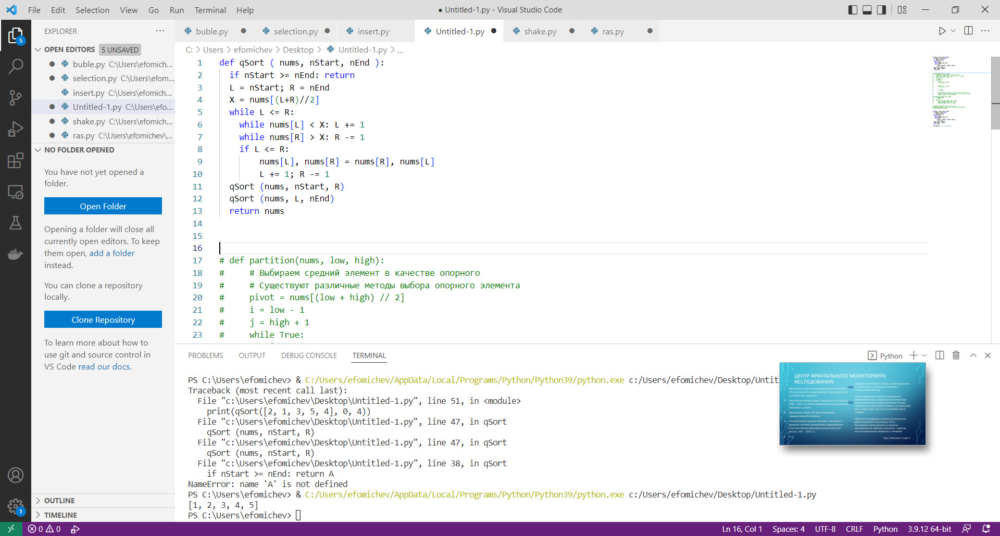 File Edit Selection View Go Run Terminal Help
● Untitled-1.py - Visual Studio Code
EXPLORER
OPEN EDITORS 5 UNSAVED
buble.py C:\Users\efomich...
selection.py C:\Users\efom...
insert.py C:\Users\efomich...
Untitled-1.py C:\Users\efo...
shake.py C:\Users\efomich...
ras.py C:\Users\efomichev\...
NO FOLDER OPENED
You have not yet opened a
folder.
Open Folder
Opening a folder will close all
currently open editors. To keep
them open, add a folder
instead.
You can clone a repository
locally.
Clone Repository
To learn more about how to
use git and source control in
VS Code read our docs.
OUTLINE
TIMELINE
5
1
buble.py selection.py insert.py Untitled-1.py shake.py ras.py
C: > Users > efomichev > Desktop > Untitled-1.py > ...
1 def qSort ( nums, nStart, nEnd ):
2 if nStart >= nEnd: return
3 L = nStart; R = nEnd
4 X = nums[(L+R)//2]
5 while L <= R:
6 while nums[L] < X: L += 1
7 while nums[R] > X: R -= 1
8 if L <= R:
9 nums[L], nums[R] = nums[R], nums[L]
10 L += 1; R -= 1
11 qSort (nums, nStart, R)
12 qSort (nums, L, nEnd)
13 return nums
14
15
16
17 # def partition(nums, low, high):
18 # # Выбираем средний элемент в качестве опорного
19 # # Существуют различные методы выбора опорного элемента
20 # pivot = nums[(low + high) // 2]
21 # i = low - 1
22 # j = high + 1
23 # while True:
PROBLEMS OUTPUT DEBUG CONSOLE TERMINAL
Python
PS C:\Users\efomichev> & C:/Users/efomichev/AppData/Local/Programs/Python/Python39/python.exe c:/Users/efomichev/Desktop/Untit
Traceback (most recent call last):
File "c:\Users\efomichev\Desktop\Untitled-1.py", line 51, in <module>
print(qSort([2, 1, 3, 5, 4], 0, 4))
File "c:\Users\efomichev\Desktop\Untitled-1.py", line 47, in qSort
qSort (nums, nStart, R)
File "c:\Users\efomichev\Desktop\Untitled-1.py", line 47, in qSort
qSort (nums, nStart, R)
File "c:\Users\efomichev\Desktop\Untitled-1.py", line 38, in qSort
if nStart >= nEnd: return A
NameError: name 'A' is not defined
PS C:\Users\efomichev> & C:/Users/efomichev/AppData/Local/Programs/Python/Python39/python.exe c:/Users/efomichev/Desktop/Untitled-1.py
[1, 2, 3, 4, 5]
PS C:\Users\efomichev>
ЦЕНТР ФРАКТАЛЬНОГО МОНИТОРИНГА
ИССЛЕДОВАНИЯ:
0 0
Ln 16, Col 1 Spaces: 4 UTF-8 CRLF Python 3.9.12 64-bit